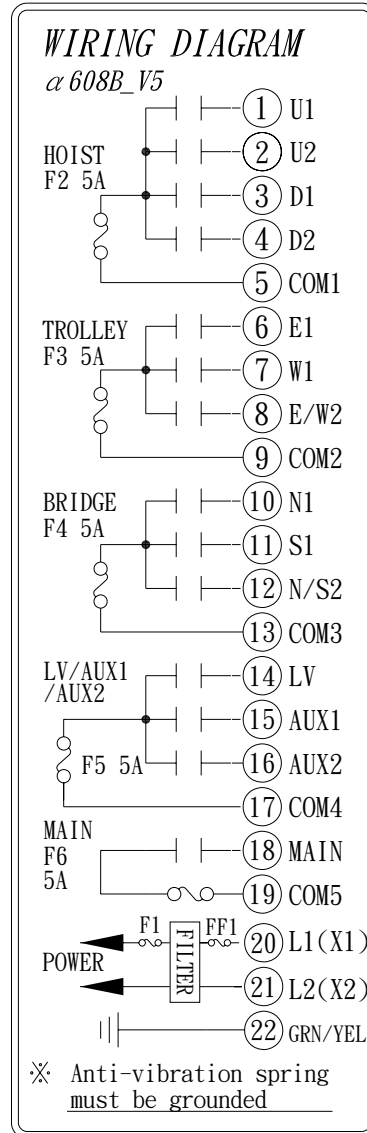 WIRING DIAGRAM
α608B_V5
1 U1
2 U2
HOIST
F2 5A
3 D1
4 D2
5 COM1
6 E1
TROLLEY
F3 5A
7 W1
8 E/W2
9 COM2
10 N1
BRIDGE
F4 5A
11 S1
12 N/S2
13 COM3
LV/AUX1
/AUX2
14 LV
15 AUX1
F5 5A
16 AUX2
17 COM4
MAIN
F6
5A
18 MAIN
19 COM5
F1
FILTER
FF1
20 L1(X1)
POWER
21 L2(X2)
22 GRN/YEL
※ Anti-vibration spring
must be grounded